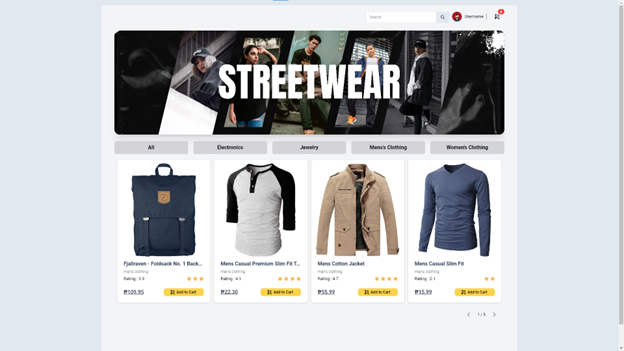 Search
Username
STREETWEAR
All
Electronics
Jewelry
Mens's Clothing
Women's Clothing
Fjallraven - Foldsack No. 1 Back...
men's clothing
Rating : 3.9
₱109.95
Add to Cart
Mens Casual Premium Slim Fit T...
men's clothing
Rating : 4.1
₱22.30
Add to Cart
Mens Cotton Jacket
men's clothing
Rating : 4.7
₱55.99
Add to Cart
Mens Casual Slim Fit
men's clothing
Rating : 2.1
₱15.99
Add to Cart
1 / 5